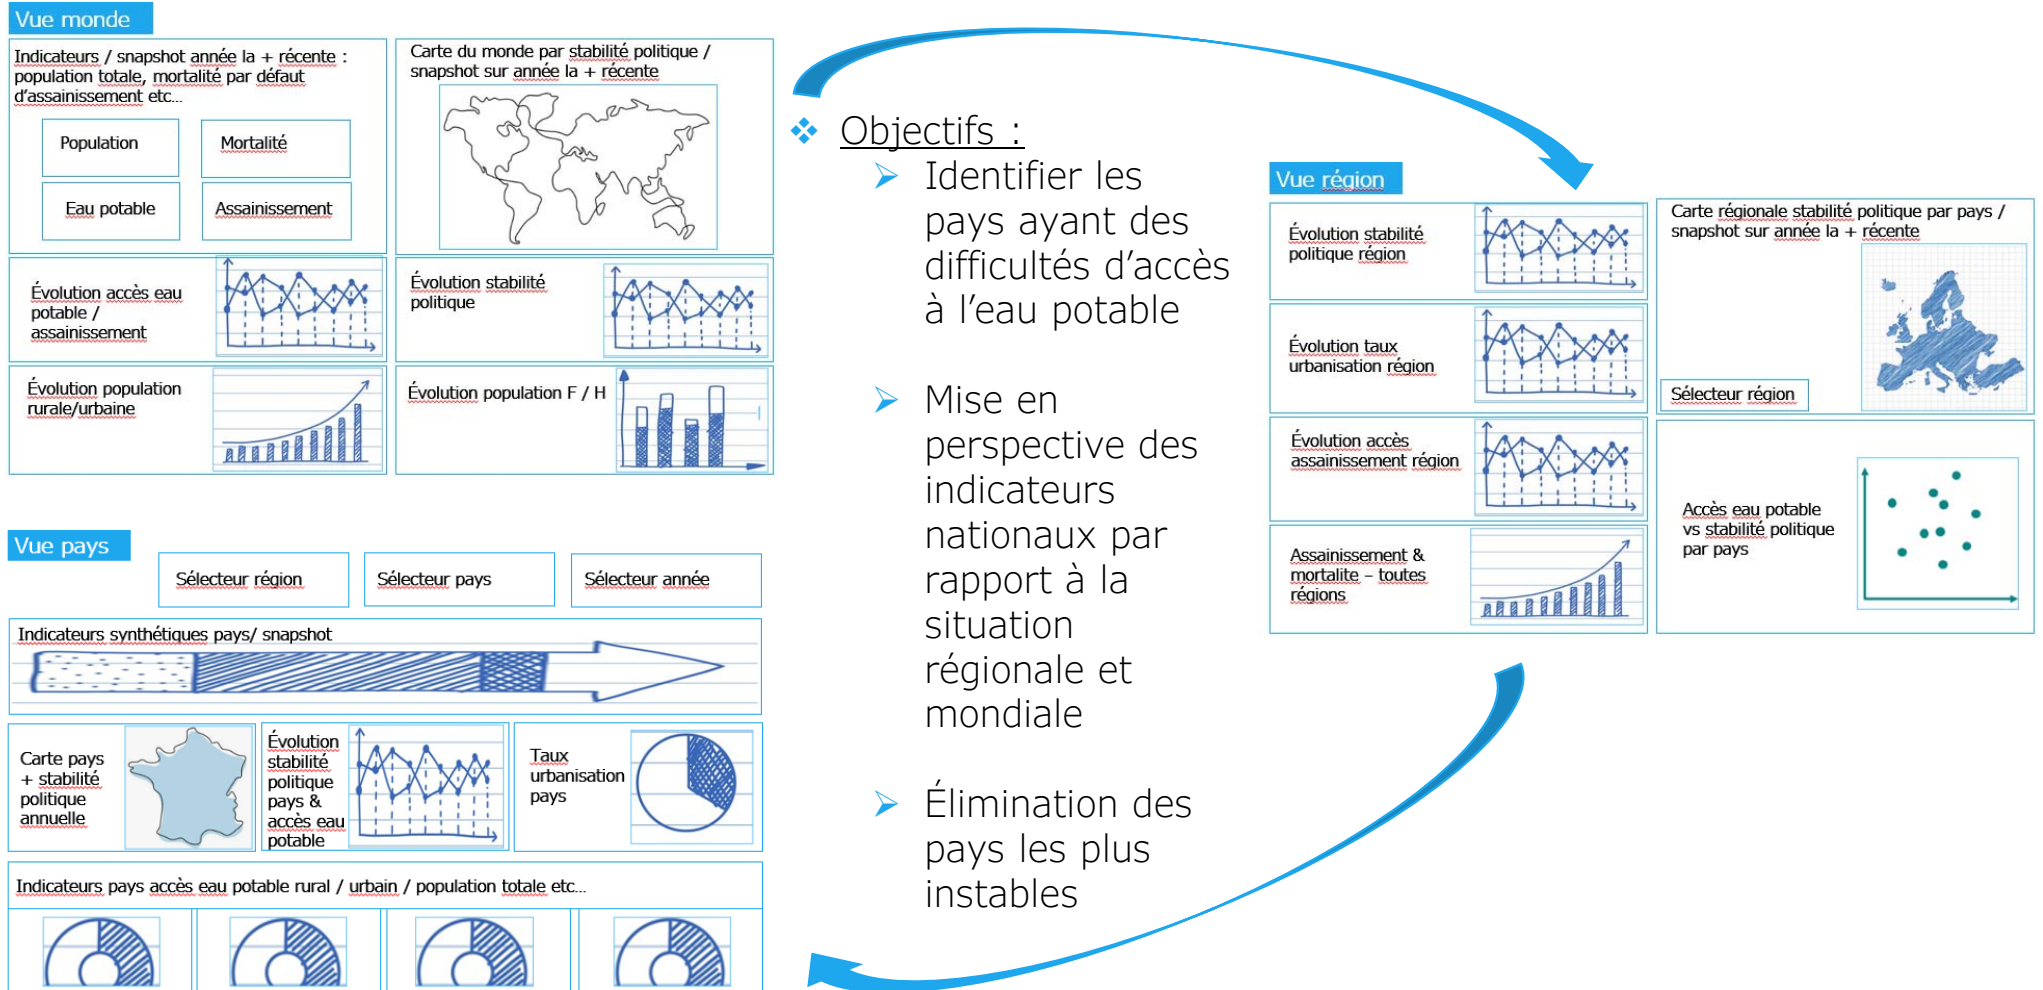 Vue monde
Indicateurs / snapshot année la + récente :
population totale, mortalité par défaut
d'assainissement etc...
Population
Mortalité
Eau potable
Assainissement
Carte du monde par stabilité politique /
snapshot sur année la + récente
Évolution accès eau
potable /
assainissement
Évolution stabilité
politique
Évolution population
rurale/urbaine
Évolution population F / H
Vue pays
Sélecteur région
Sélecteur pays
Sélecteur année
Indicateurs synthétiques pays/ snapshot
Carte pays
+ stabilité
politique
annuelle
Évolution
stabilité
politique
pays &
accès eau
potable
Taux
urbanisation
pays
Indicateurs pays accès eau potable rural / urbain / population totale etc...
Objectifs :
Identifier les
pays ayant des
difficultés d'accès
à l'eau potable
Mise en
perspective des
indicateurs
nationaux par
rapport à la
situation
régionale et
mondiale
Élimination des
pays les plus
instables
Vue région
Évolution stabilité
politique région
Évolution taux
urbanisation région
Évolution accès
assainissement région
Assainissement &
mortalite – toutes
régions
Carte régionale stabilité politique par pays /
snapshot sur année la + récente
Sélecteur région
Accès eau potable
vs stabilité politique
par pays